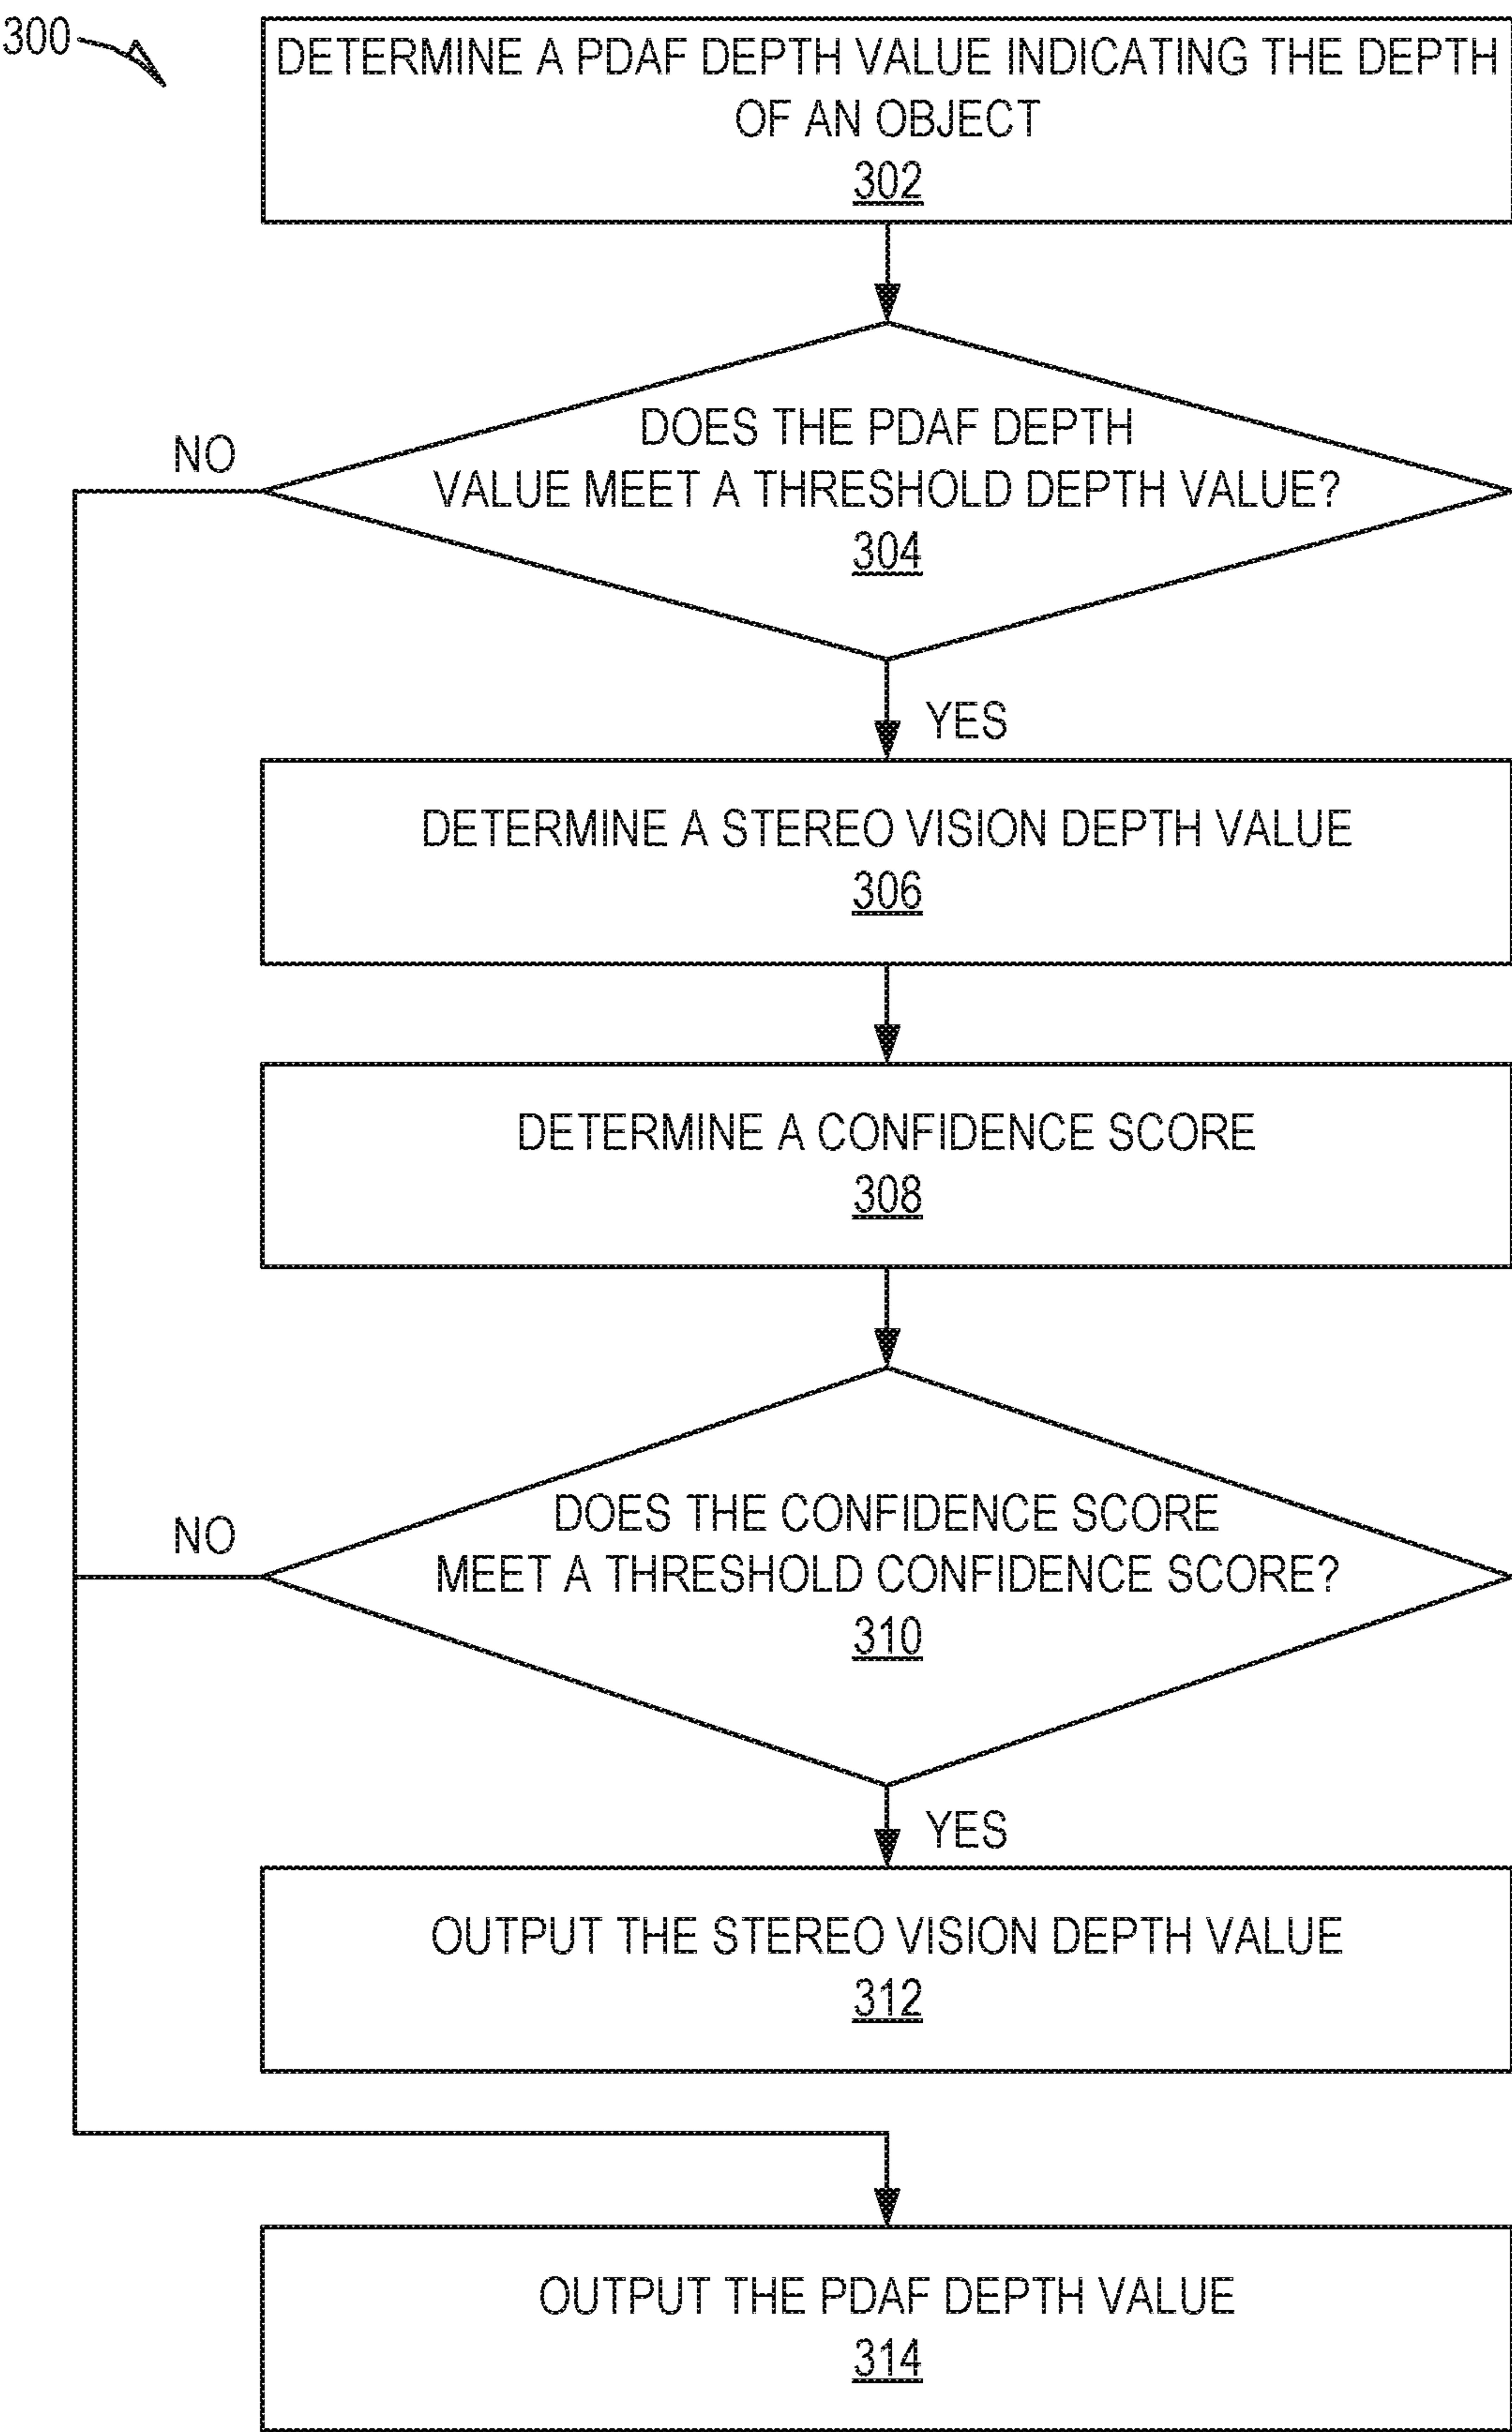 300
DETERMINE A PDAF DEPTH VALUE INDICATING THE DEPTH
OF AN OBJECT
302
DOES THE PDAF DEPTH
VALUE MEET A THRESHOLD DEPTH VALUE?
304
NO
YES
DETERMINE A STEREO VISION DEPTH VALUE
306
DETERMINE A CONFIDENCE SCORE
308
DOES THE CONFIDENCE SCORE
MEET A THRESHOLD CONFIDENCE SCORE?
310
NO
YES
OUTPUT THE STEREO VISION DEPTH VALUE
312
OUTPUT THE PDAF DEPTH VALUE
314